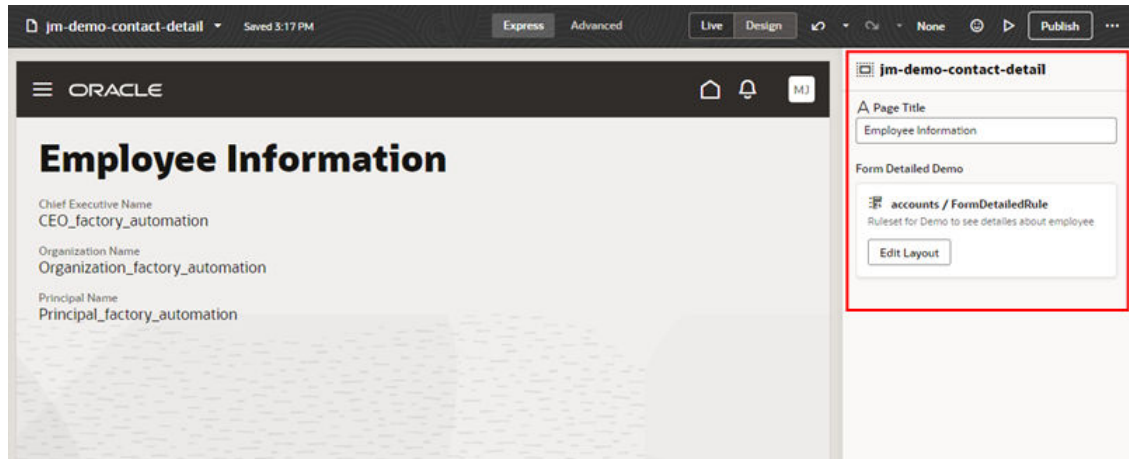 jm-demo-contact-detail Saved 3:17 PM Express Advanced Live Design None Publish
ORACLE MJ
Employee Information
Chief Executive Name
CEO_factory_automation
Organization Name
Organization_factory_automation
Principal Name
Principal_factory_automation
jm-demo-contact-detail
Page Title
Employee Information
Form Detailed Demo
accounts / FormDetailedRule
Ruleset for Demo to see detailes about employee
Edit Layout